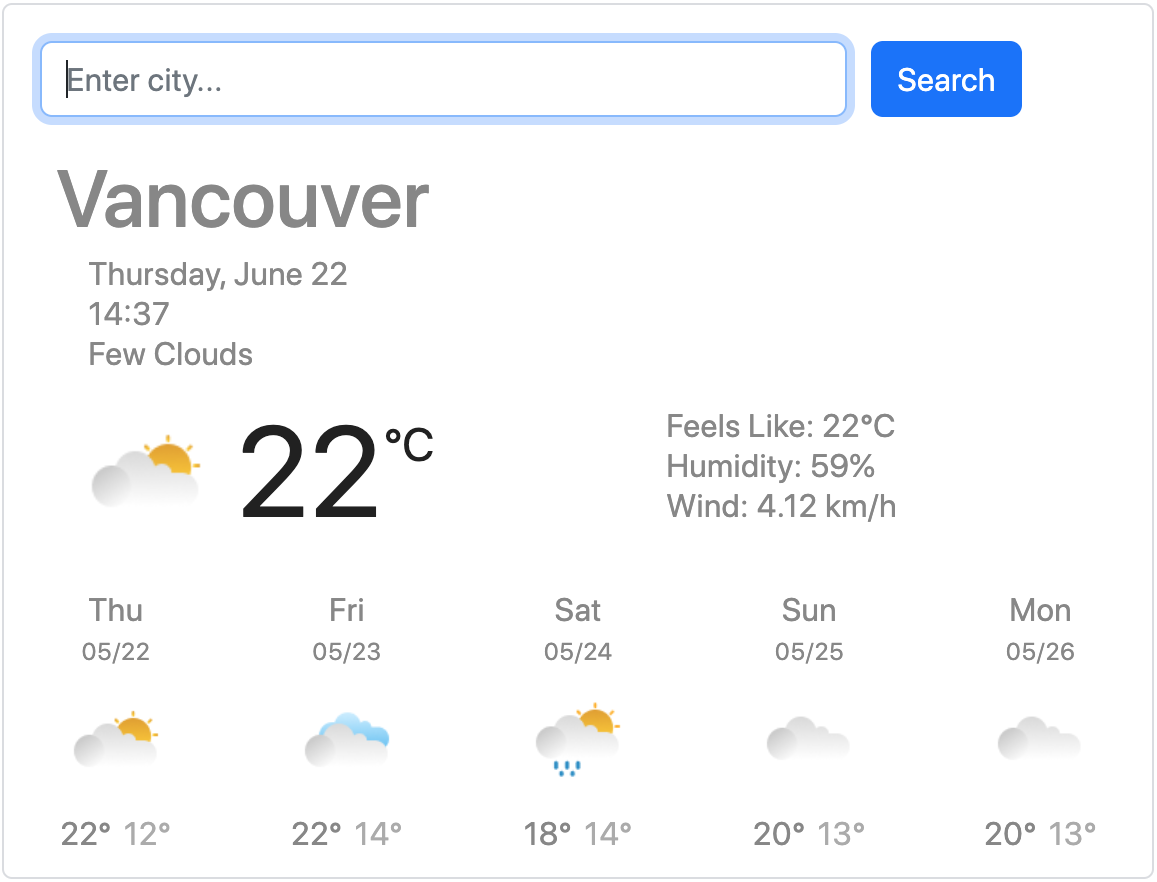 Enter city...
Search
Vancouver
Thursday, June 22
14:37
Few Clouds
22°C
Feels Like: 22°C
Humidity: 59%
Wind: 4.12 km/h
Thu Fri Sat Sun Mon
05/22 05/23 05/24 05/25 05/26
22° 12° 22° 14° 18° 14° 20° 13° 20° 13°